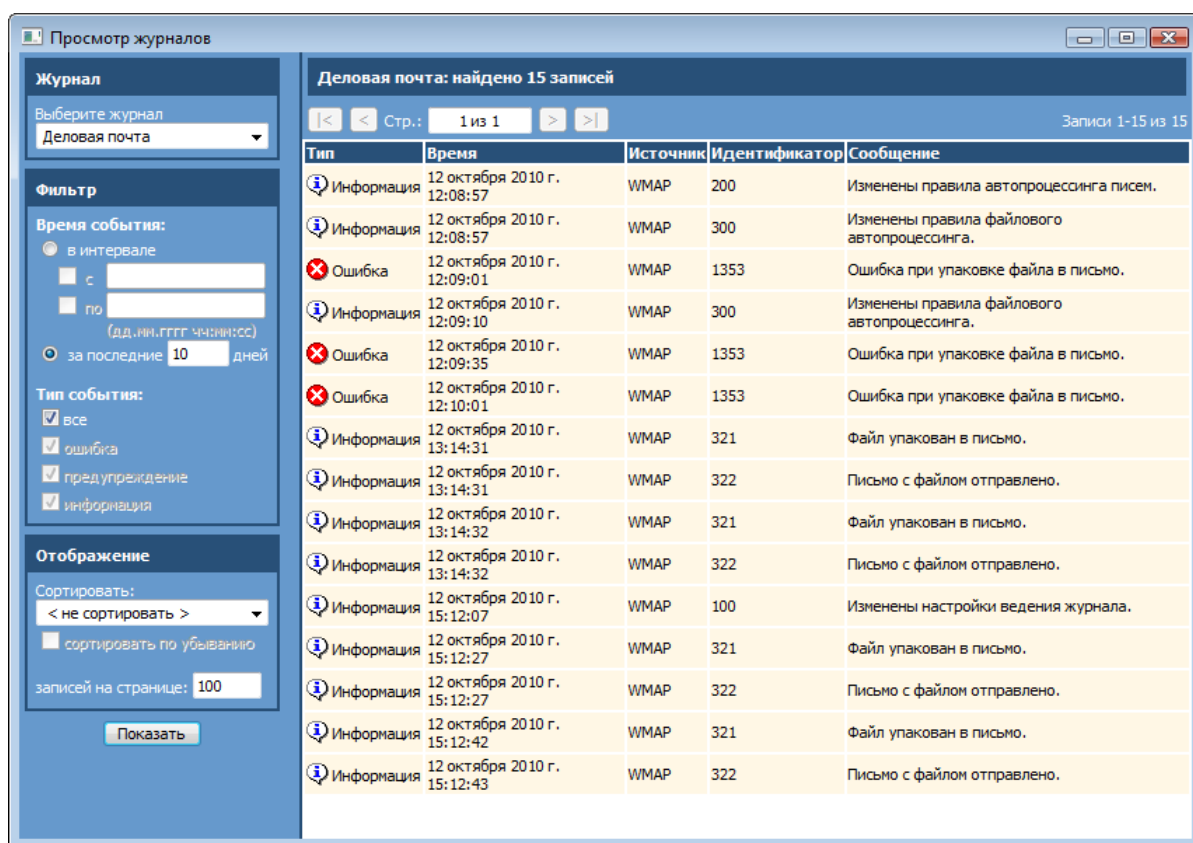 Просмотр журналов
Журнал
Выберите журнал
Деловая почта
Фильтр
Время события:
в интервале
с
по
(дд.мм.гггг чч:мм:сс)
за последние 10 дней
Тип события:
все
ошибка
предупреждение
информация
Отображение
Сортировать:
< не сортировать >
сортировать по убыванию
записей на странице: 100
Показать
Деловая почта: найдено 15 записей
|< < Стр.: 1 из 1 > >| Записи 1-15 из 15
Тип Время Источник Идентификатор Сообщение
12 октября 2010 г.
Информация 12:08:57 WMAP 200 Изменены правила автопроцессинга писем.
12 октября 2010 г. Изменены правила файлового
Информация 12:08:57 WMAP 300 автопроцессинга.
12 октября 2010 г.
Ошибка 12:09:01 WMAP 1353 Ошибка при упаковке файла в письмо.
12 октября 2010 г. Изменены правила файлового
Информация 12:09:10 WMAP 300 автопроцессинга.
12 октября 2010 г.
Ошибка 12:09:35 WMAP 1353 Ошибка при упаковке файла в письмо.
12 октября 2010 г.
Ошибка 12:10:01 WMAP 1353 Ошибка при упаковке файла в письмо.
12 октября 2010 г.
Информация 13:14:31 WMAP 321 Файл упакован в письмо.
12 октября 2010 г.
Информация 13:14:31 WMAP 322 Письмо с файлом отправлено.
12 октября 2010 г.
Информация 13:14:32 WMAP 321 Файл упакован в письмо.
12 октября 2010 г.
Информация 13:14:32 WMAP 322 Письмо с файлом отправлено.
12 октября 2010 г.
Информация 15:12:07 WMAP 100 Изменены настройки ведения журнала.
12 октября 2010 г.
Информация 15:12:27 WMAP 321 Файл упакован в письмо.
12 октября 2010 г.
Информация 15:12:27 WMAP 322 Письмо с файлом отправлено.
12 октября 2010 г.
Информация 15:12:42 WMAP 321 Файл упакован в письмо.
12 октября 2010 г.
Информация 15:12:43 WMAP 322 Письмо с файлом отправлено.